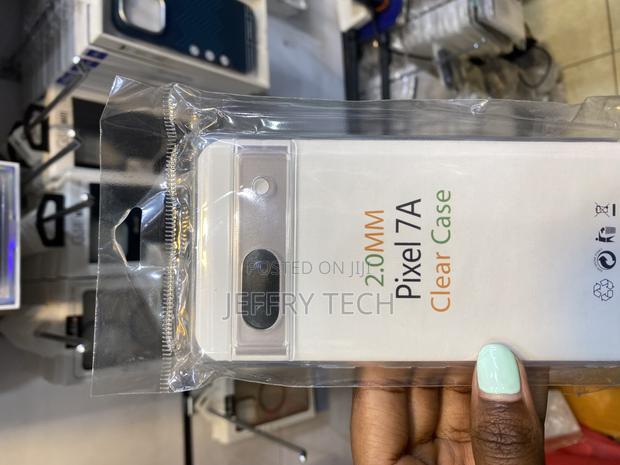 2.0MM
Pixel 7A
Clear Case
POSTED ON JIJI
JEFFRY TECH